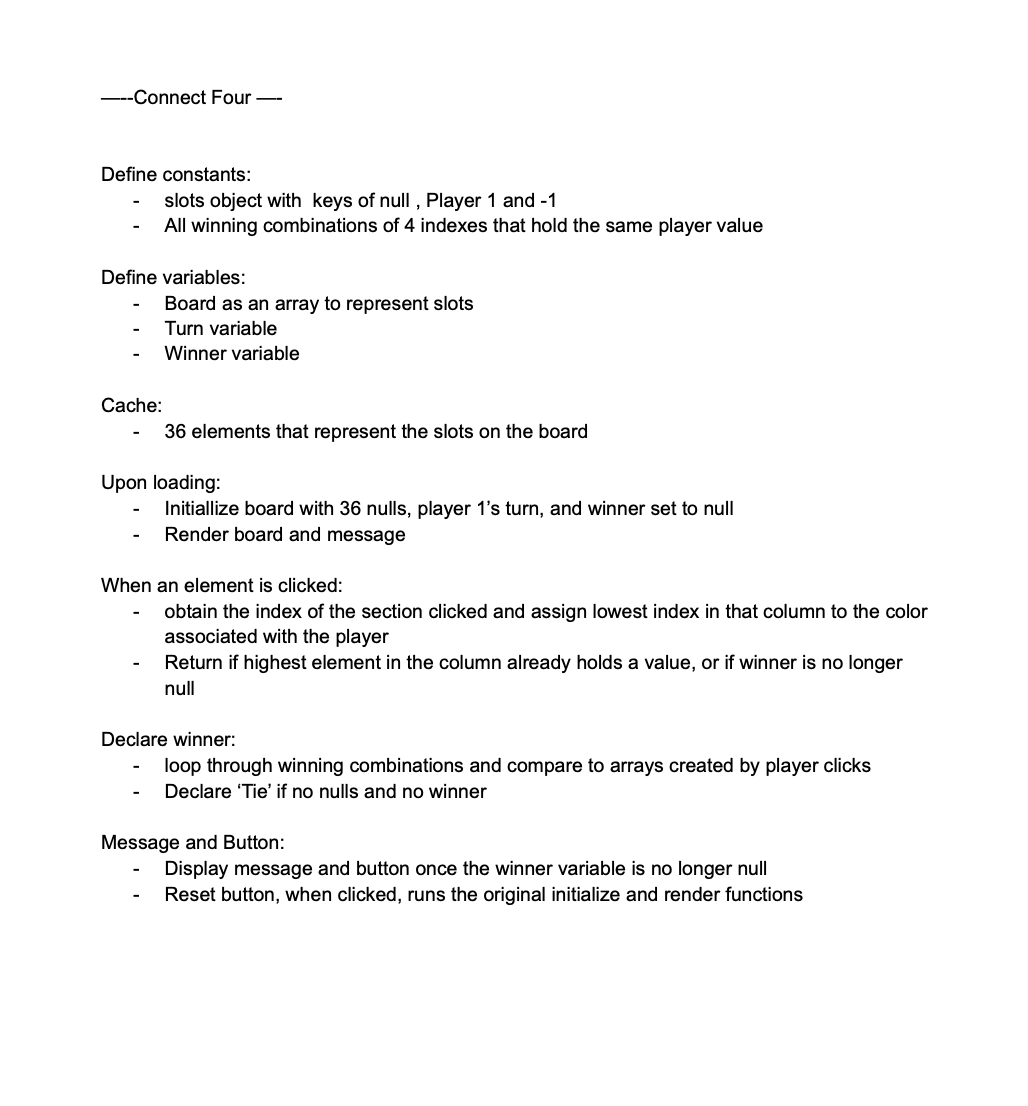 —--Connect Four —-
Define constants:
- slots object with  keys of null , Player 1 and -1
- All winning combinations of 4 indexes that hold the same player value
Define variables:
- Board as an array to represent slots
- Turn variable
- Winner variable
Cache:
- 36 elements that represent the slots on the board
Upon loading:
- Initiallize board with 36 nulls, player 1’s turn, and winner set to null
- Render board and message
When an element is clicked:
- obtain the index of the section clicked and assign lowest index in that column to the color
associated with the player
- Return if highest element in the column already holds a value, or if winner is no longer
null
Declare winner:
- loop through winning combinations and compare to arrays created by player clicks
- Declare ‘Tie’ if no nulls and no winner
Message and Button:
- Display message and button once the winner variable is no longer null
- Reset button, when clicked, runs the original initialize and render functions